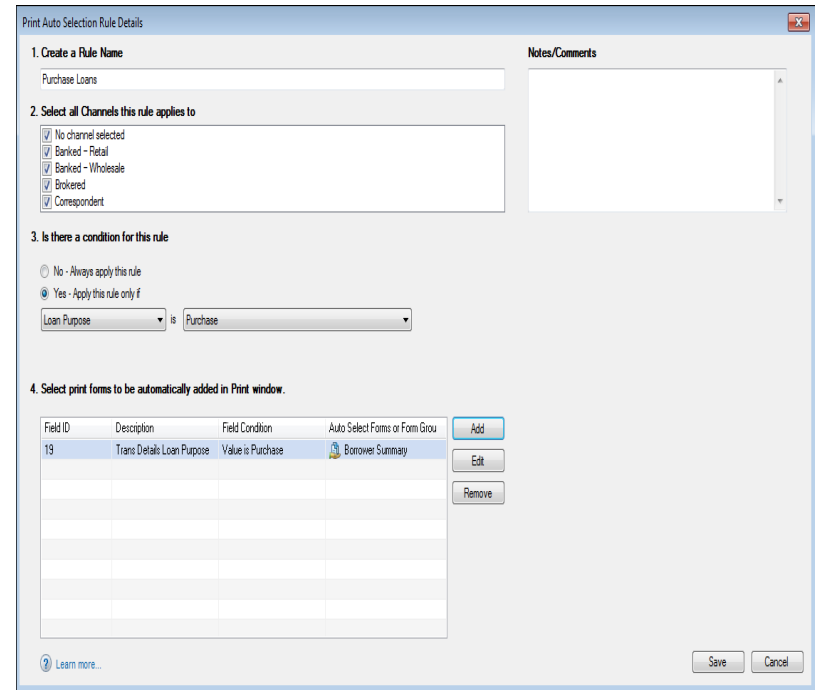 Print Auto Selection Rule Details
1. Create a Rule Name
Notes/Comments
Purchase Loans
2. Select all Channels this rule applies to
No channel selected
Banked - Retail
Banked - Wholesale
Brokered
Correspondent
3. Is there a condition for this rule
No - Always apply this rule
Yes - Apply this rule only if
Loan Purpose is Purchase
4. Select print forms to be automatically added in Print window.
Field ID Description Field Condition Auto Select Forms or Form Grou
Add
19 Trans Details Loan Purpose Value is Purchase Borrower Summary
Edit
Remove
? Learn more...
Save Cancel